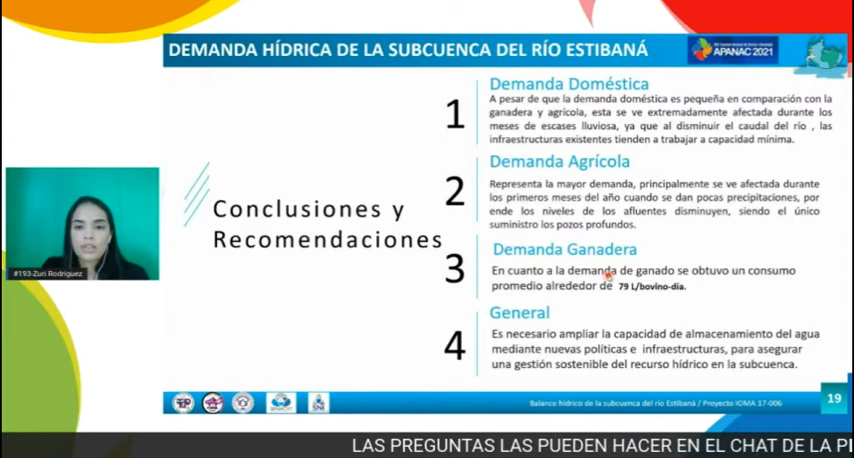 DEMANDA HÍDRICA DE LA SUBCUENCA DEL RÍO ESTIBANÁ
APANAC 2021
#193-Zuri Rodriguez
Conclusiones y
Recomendaciones
1
Demanda Doméstica
A pesar de que la demanda doméstica es pequeña en comparación con la
ganadera y agrícola, esta se ve extremadamente afectada durante los
meses de escases lluviosa, ya que al disminuir el caudal del río , las
infraestructuras existentes tienden a trabajar a capacidad mínima.
2
Demanda Agrícola
Representa la mayor demanda, principalmente se ve afectada durante
los primeros meses del año cuando se dan pocas precipitaciones, por
ende los niveles de los afluentes disminuyen, siendo el único
suministro los pozos profundos.
3
Demanda Ganadera
En cuanto a la demanda de ganado se obtuvo un consumo
promedio alrededor de 79 L/bovino-día.
4
General
Es necesario ampliar la capacidad de almacenamiento del agua
mediante nuevas políticas e infraestructuras, para asegurar
una gestión sostenible del recurso hídrico en la subcuenca.
Balance hídrico de la subcuenca del río Estibaná / Proyecto IOMA 17-006
19
LAS PREGUNTAS LAS PUEDEN HACER EN EL CHAT DE LA